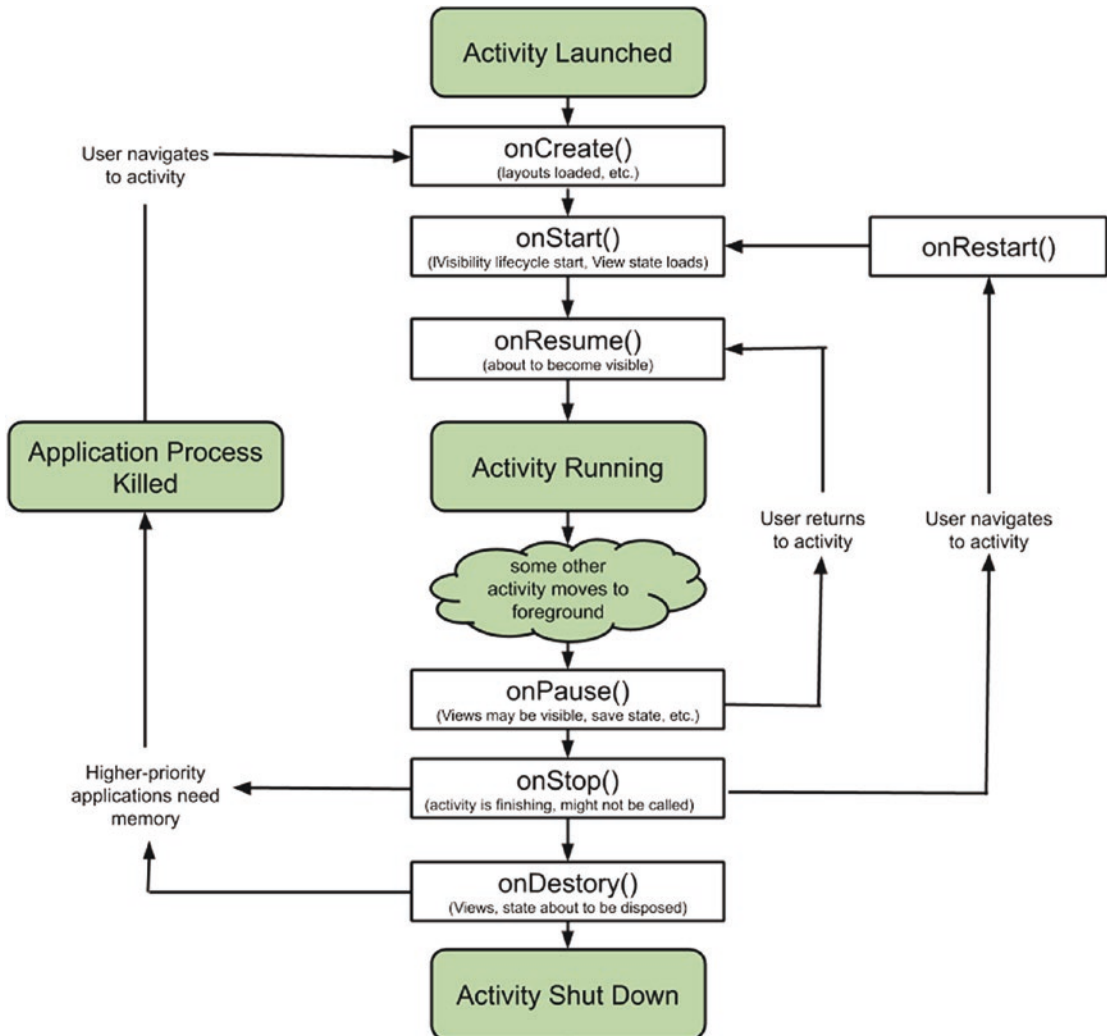 Activity Launched
User navigates
to activity
onCreate()
(layouts loaded, etc.)
onStart()
(IVisibility lifecycle start, View state loads)
onRestart()
onResume()
(about to become visible)
Application Process
Killed
Activity Running
User returns
to activity
User navigates
to activity
some other
activity moves to
foreground
onPause()
(Views may be visible, save state, etc.)
Higher-priority
applications need
memory
onStop()
(activity is finishing, might not be called)
onDestory()
(Views, state about to be disposed)
Activity Shut Down